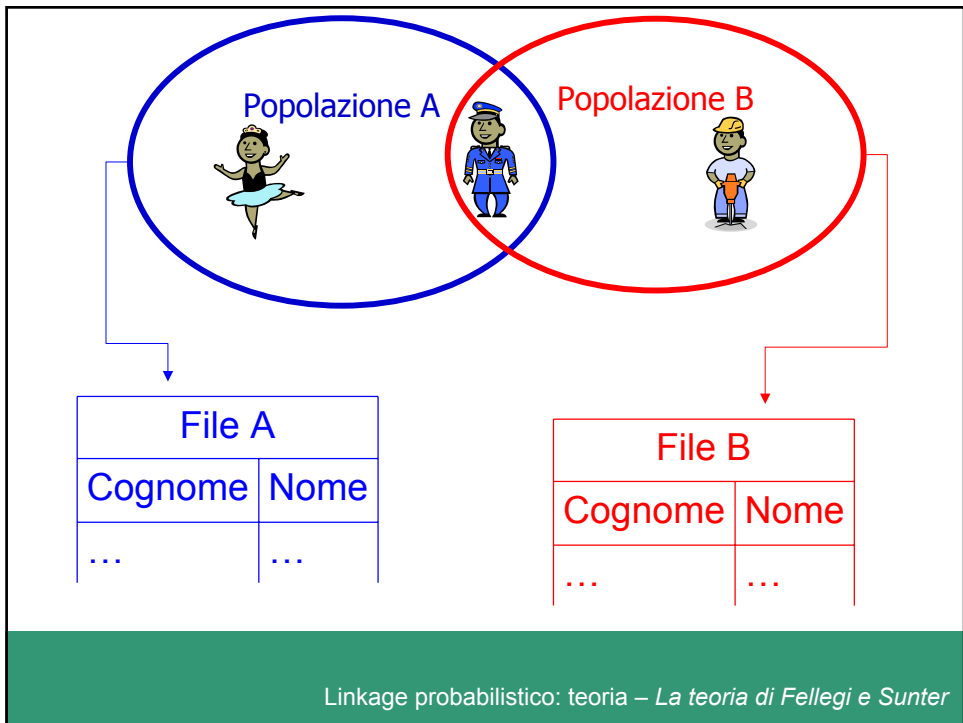 Popolazione A
Popolazione B
File A
Cognome Nome
… …
File B
Cognome Nome
… …
Linkage probabilistico: teoria – La teoria di Fellegi e Sunter